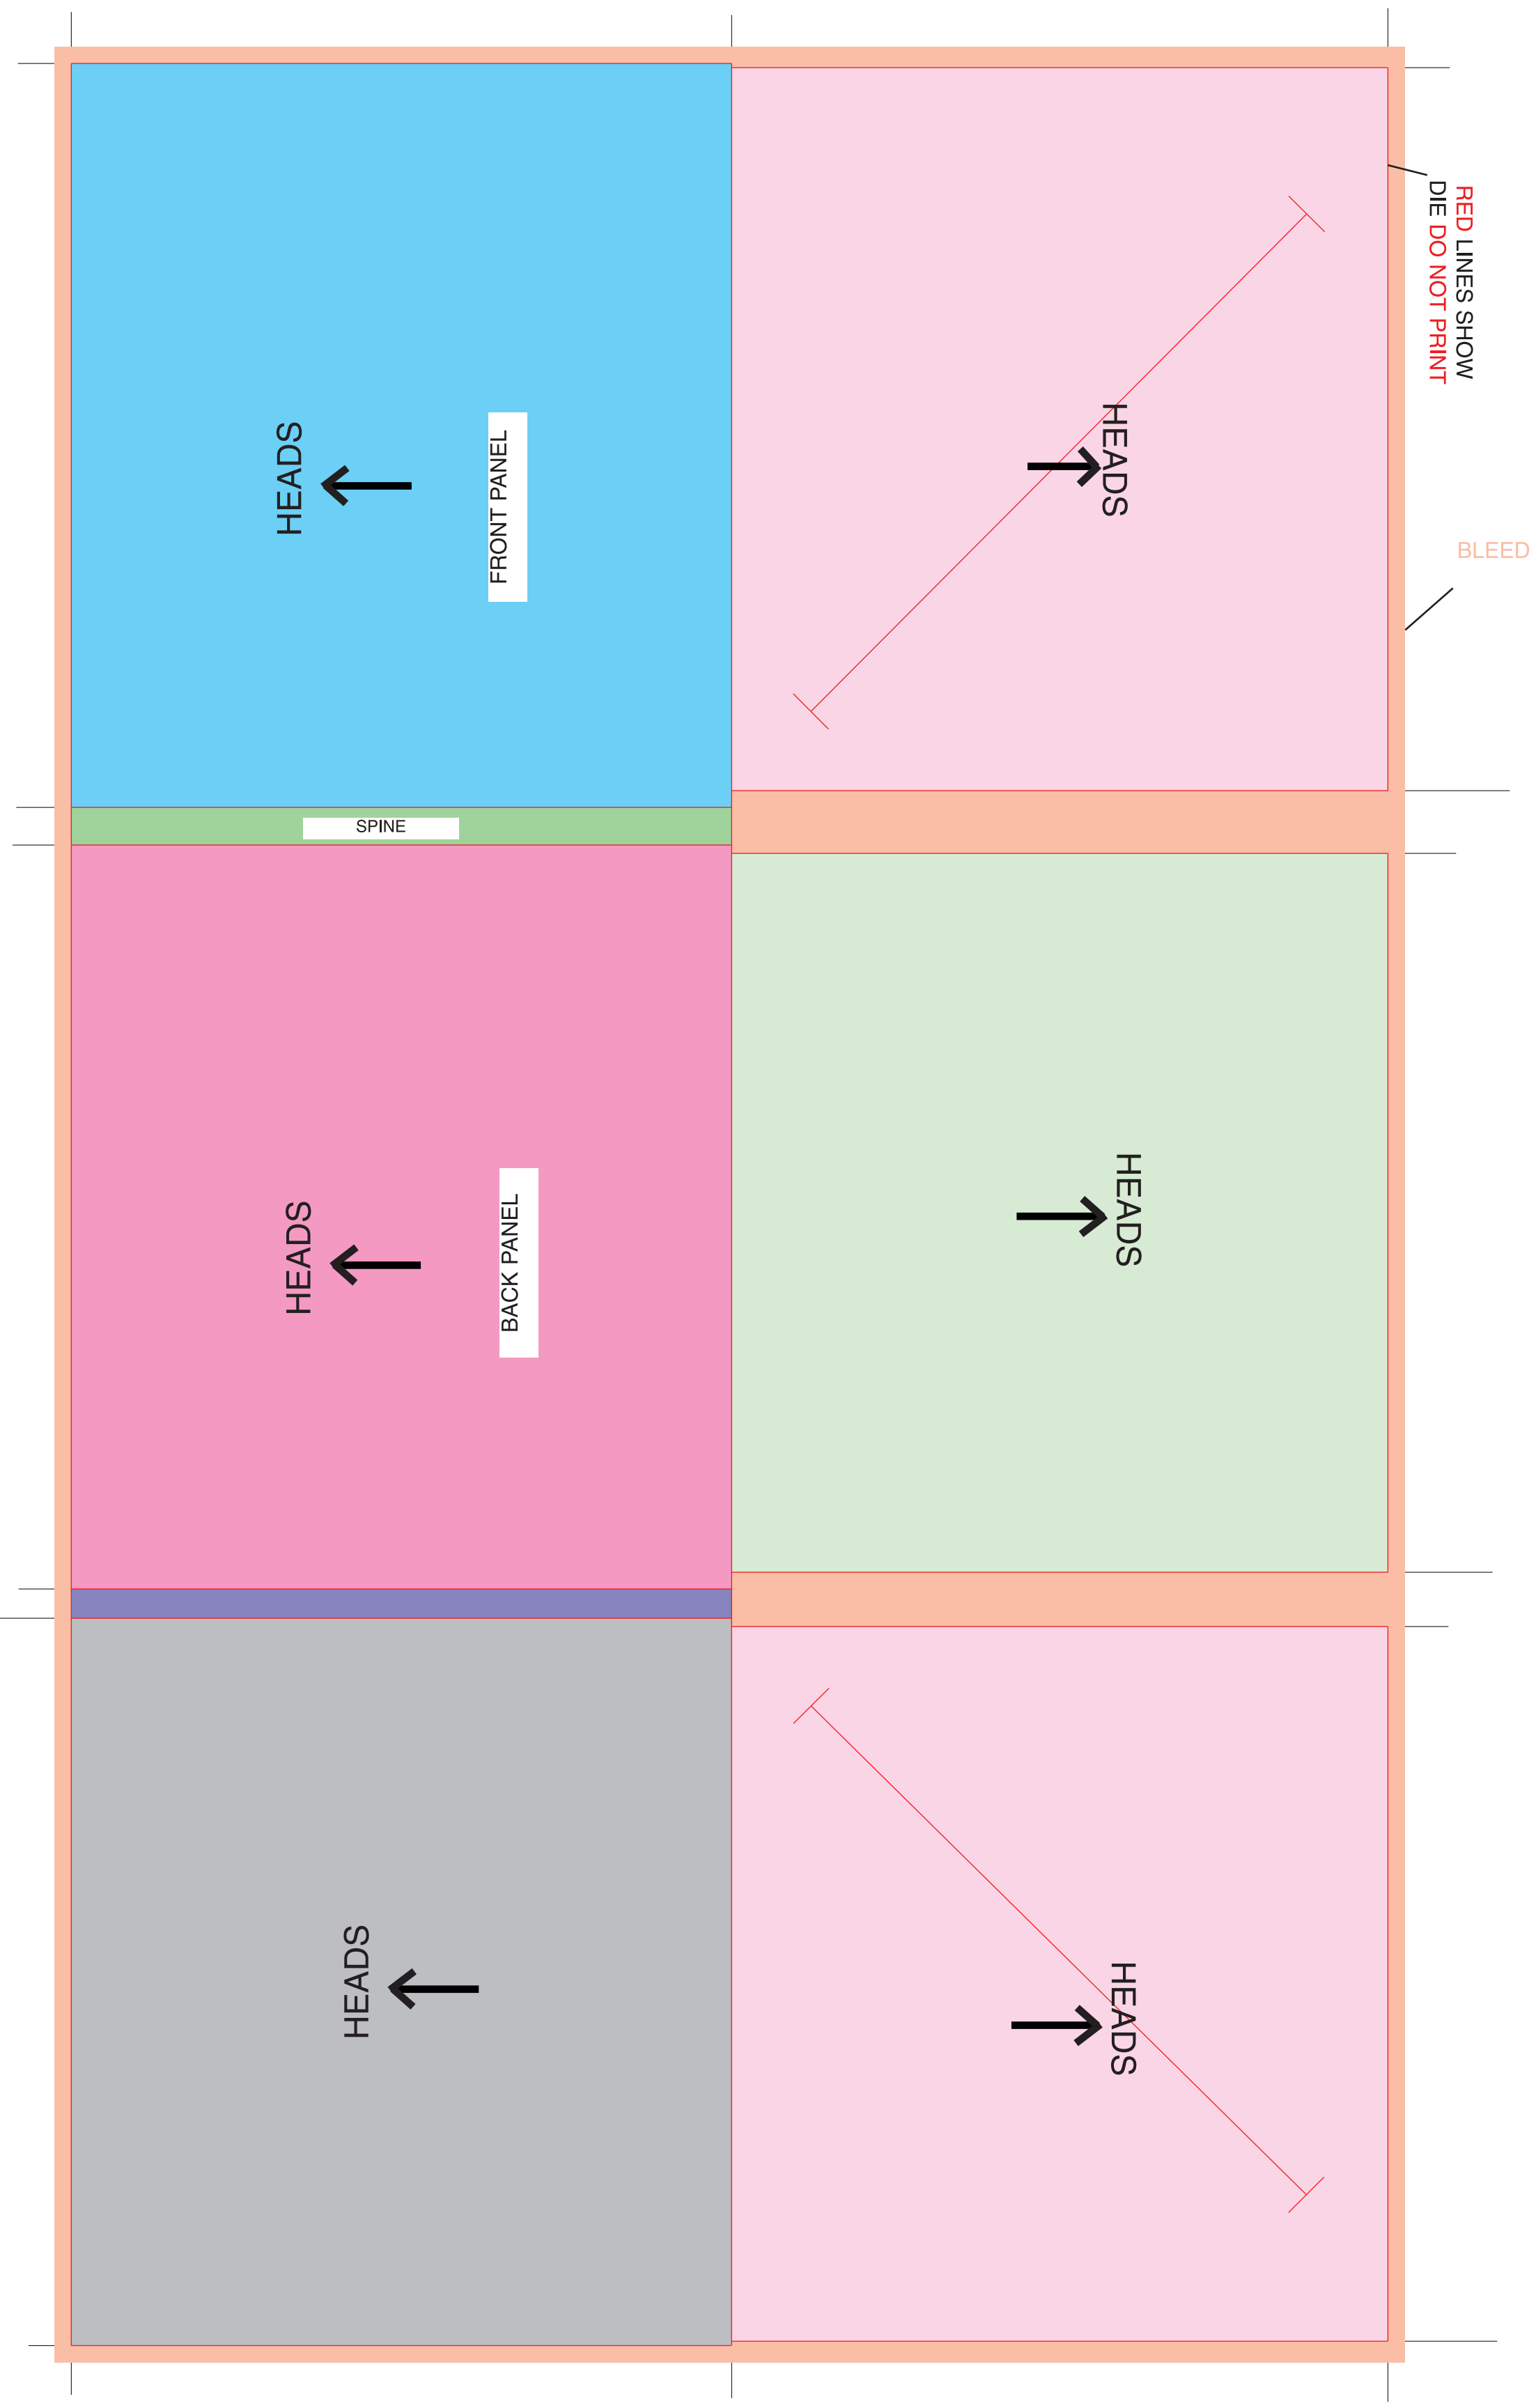 RED LINES SHOW
DIE DO NOT PRINT
HEADS
FRONT PANEL
HEADS
BLEED
SPINE
HEADS
BACK PANEL
HEADS
HEADS
HEADS